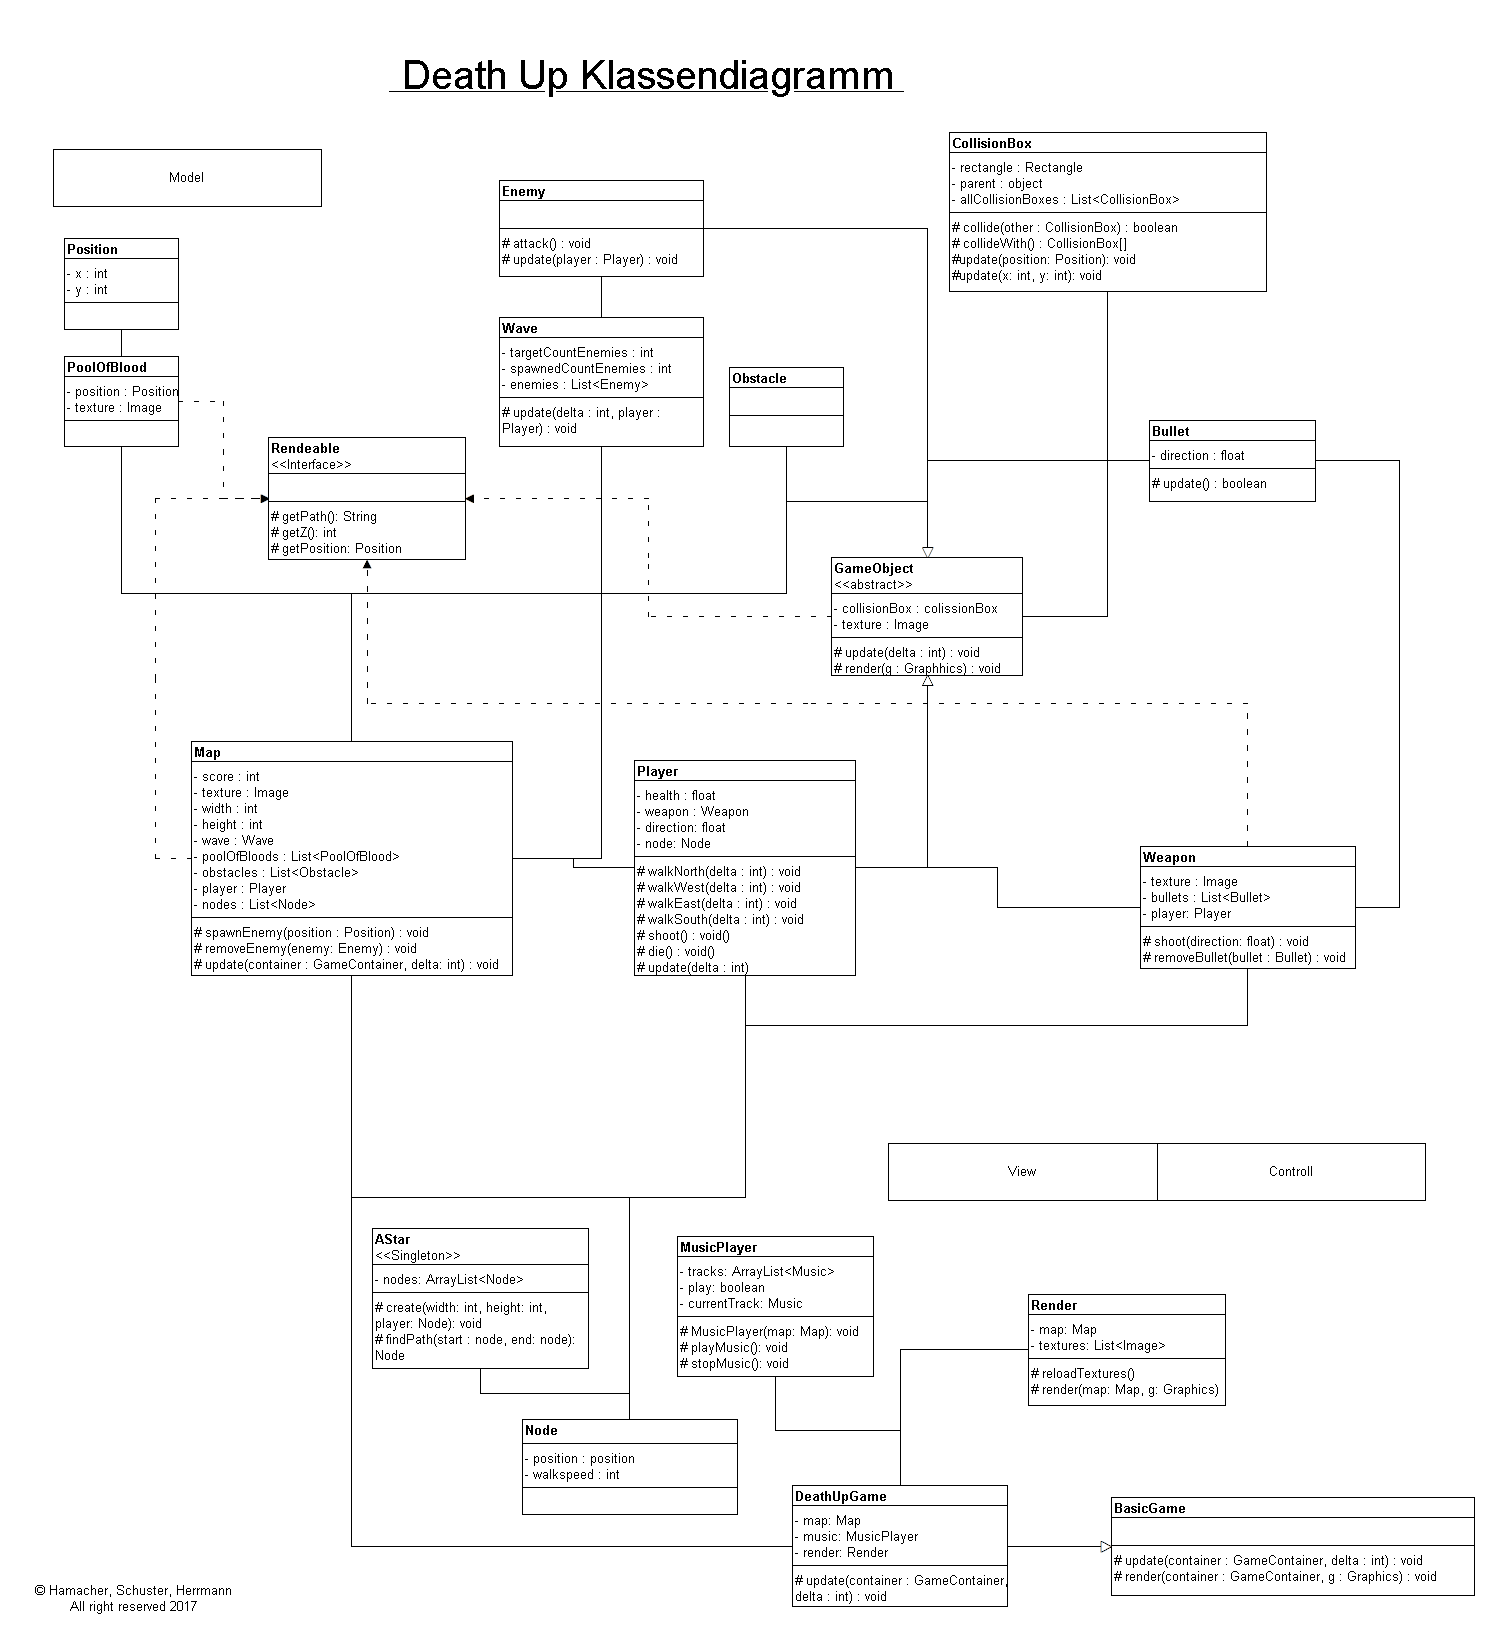 Death Up Klassendiagramm
Model
CollisionBox
- rectangle : Rectangle
- parent : object
- allCollisionBoxes : List<CollisionBox>
# collide(other : CollisionBox) : boolean
# collideWith() : CollisionBox[]
#update(position: Position): void
#update(x: int, y: int): void
Enemy
# attack() : void
# update(player : Player) : void
Position
- x : int
- y : int
Wave
- targetCountEnemies : int
- spawnedCountEnemies : int
- enemies : List<Enemy>
# update(delta : int, player :
Player) : void
PoolOfBlood
- position : Position
- texture : Image
Obstacle
Rendeable
<<Interface>>
# getPath(): String
# getZ(): int
# getPosition: Position
Bullet
- direction : float
# update() : boolean
GameObject
<<abstract>>
- collisionBox : colissionBox
- texture : Image
# update(delta : int) : void
# render(g : Graphhics) : void
Map
- score : int
- texture : Image
- width : int
- height : int
- wave : Wave
- poolOfBloods : List<PoolOfBlood>
- obstacles : List<Obstacle>
- player : Player
- nodes : List<Node>
# spawnEnemy(position : Position) : void
# removeEnemy(enemy: Enemy) : void
# update(container : GameContainer, delta: int) : void
Player
- health : float
- weapon : Weapon
- direction: float
- node: Node
# walkNorth(delta : int) : void
# walkWest(delta : int) : void
# walkEast(delta : int) : void
# walkSouth(delta : int) : void
# shoot() : void()
# die() : void()
# update(delta : int)
Weapon
- texture : Image
- bullets : List<Bullet>
- player: Player
# shoot(direction: float) : void
# removeBullet(bullet : Bullet) : void
View
Controll
AStar
<<Singleton>>
- nodes: ArrayList<Node>
# create(width: int, height: int,
player: Node): void
# findPath(start : node, end: node):
Node
MusicPlayer
- tracks: ArrayList<Music>
- play: boolean
- currentTrack: Music
# MusicPlayer(map: Map): void
# playMusic(): void
# stopMusic(): void
Render
- map: Map
- textures: List<Image>
# reloadTextures()
# render(map: Map, g: Graphics)
Node
- position : position
- walkspeed : int
DeathUpGame
- map: Map
- music: MusicPlayer
- render: Render
# update(container : GameContainer,
delta : int) : void
BasicGame
# update(container : GameContainer, delta : int) : void
# render(container : GameContainer, g : Graphics) : void
© Hamacher, Schuster, Herrmann
All right reserved 2017